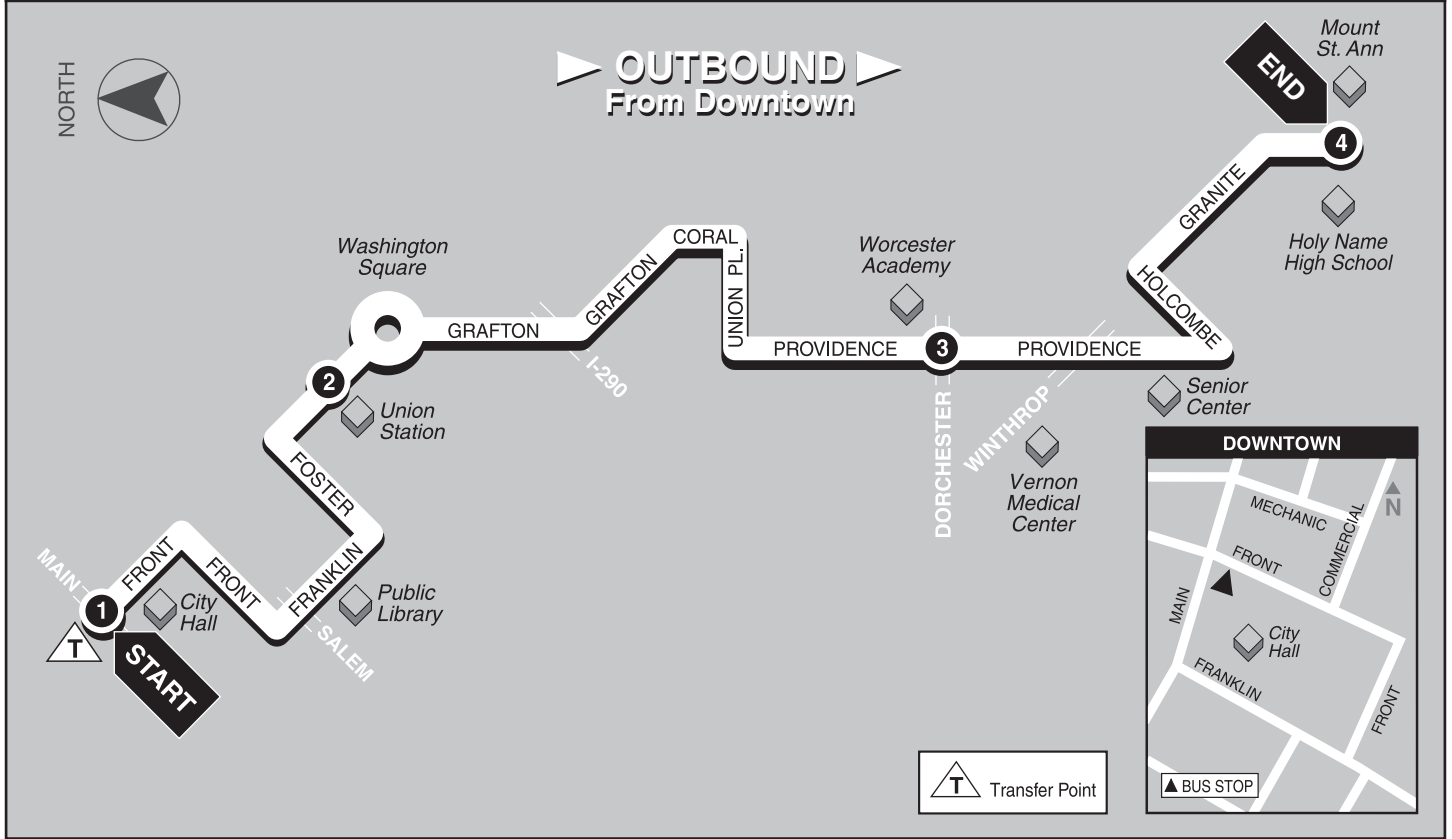 NORTH
OUTBOUND
From Downtown
Mount
St. Ann
END
4
Holy Name
High School
GRANITE
HOLCOMBE
Washington
Square
GRAFTON
GRAFTON
I-290
CORAL
UNION PL.
Worcester
Academy
PROVIDENCE
3
PROVIDENCE
DORCHESTER
WINTHROP
Senior
Center
Vernon
Medical
Center
2
Union
Station
FOSTER
FRANKLIN
Public
Library
SALEM
FRONT
FRONT
MAIN
1
City
Hall
T
START
T Transfer Point
DOWNTOWN
N
MECHANIC
COMMERCIAL
FRONT
MAIN
City
Hall
FRANKLIN
FRONT
BUS STOP